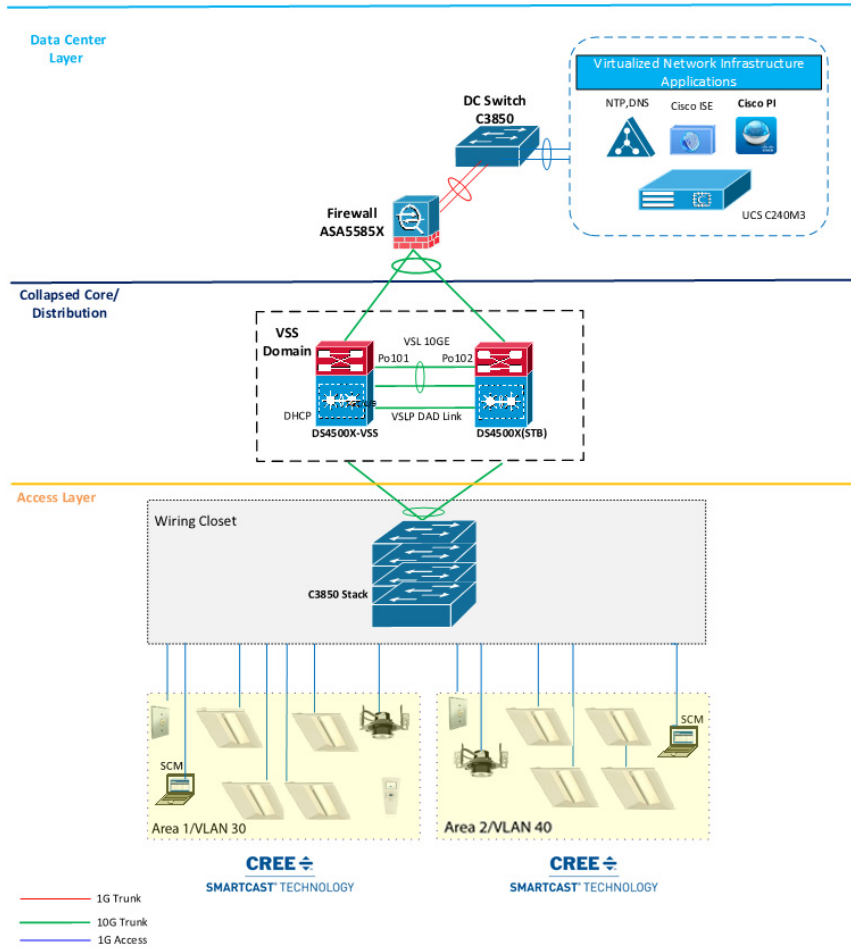 Data Center
Layer
Virtualized Network Infrastructure
Applications
NTP,DNS
Cisco ISE
Cisco PI
DC Switch
C3850
UCS C240M3
Firewall
ASA5585X
Collapsed Core/
Distribution
VSS
Domain
VSL 10GE
Po101
Po102
DHCP
VSLP DAD Link
DS4500X-VSS
DS4500X(STB)
Access Layer
Wiring Closet
C3850 Stack
SCM
Area 1/VLAN 30
SCM
Area 2/VLAN 40
CREE
SMARTCAST® TECHNOLOGY
CREE
SMARTCAST® TECHNOLOGY
1G Trunk
10G Trunk
1G Access